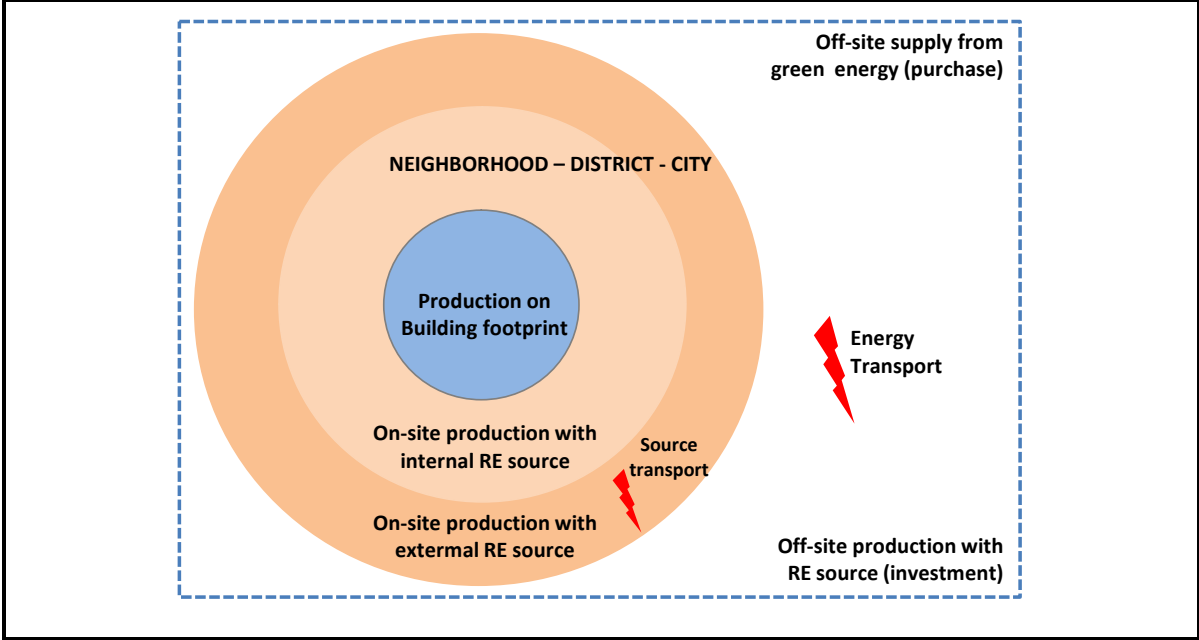 Off-site supply from
green energy (purchase)
NEIGHBORHOOD – DISTRICT - CITY
Production on
Building footprint
Energy
Transport
On-site production with
internal RE source
Source
transport
On-site production with
extermal RE source
Off-site production with
RE source (investment)